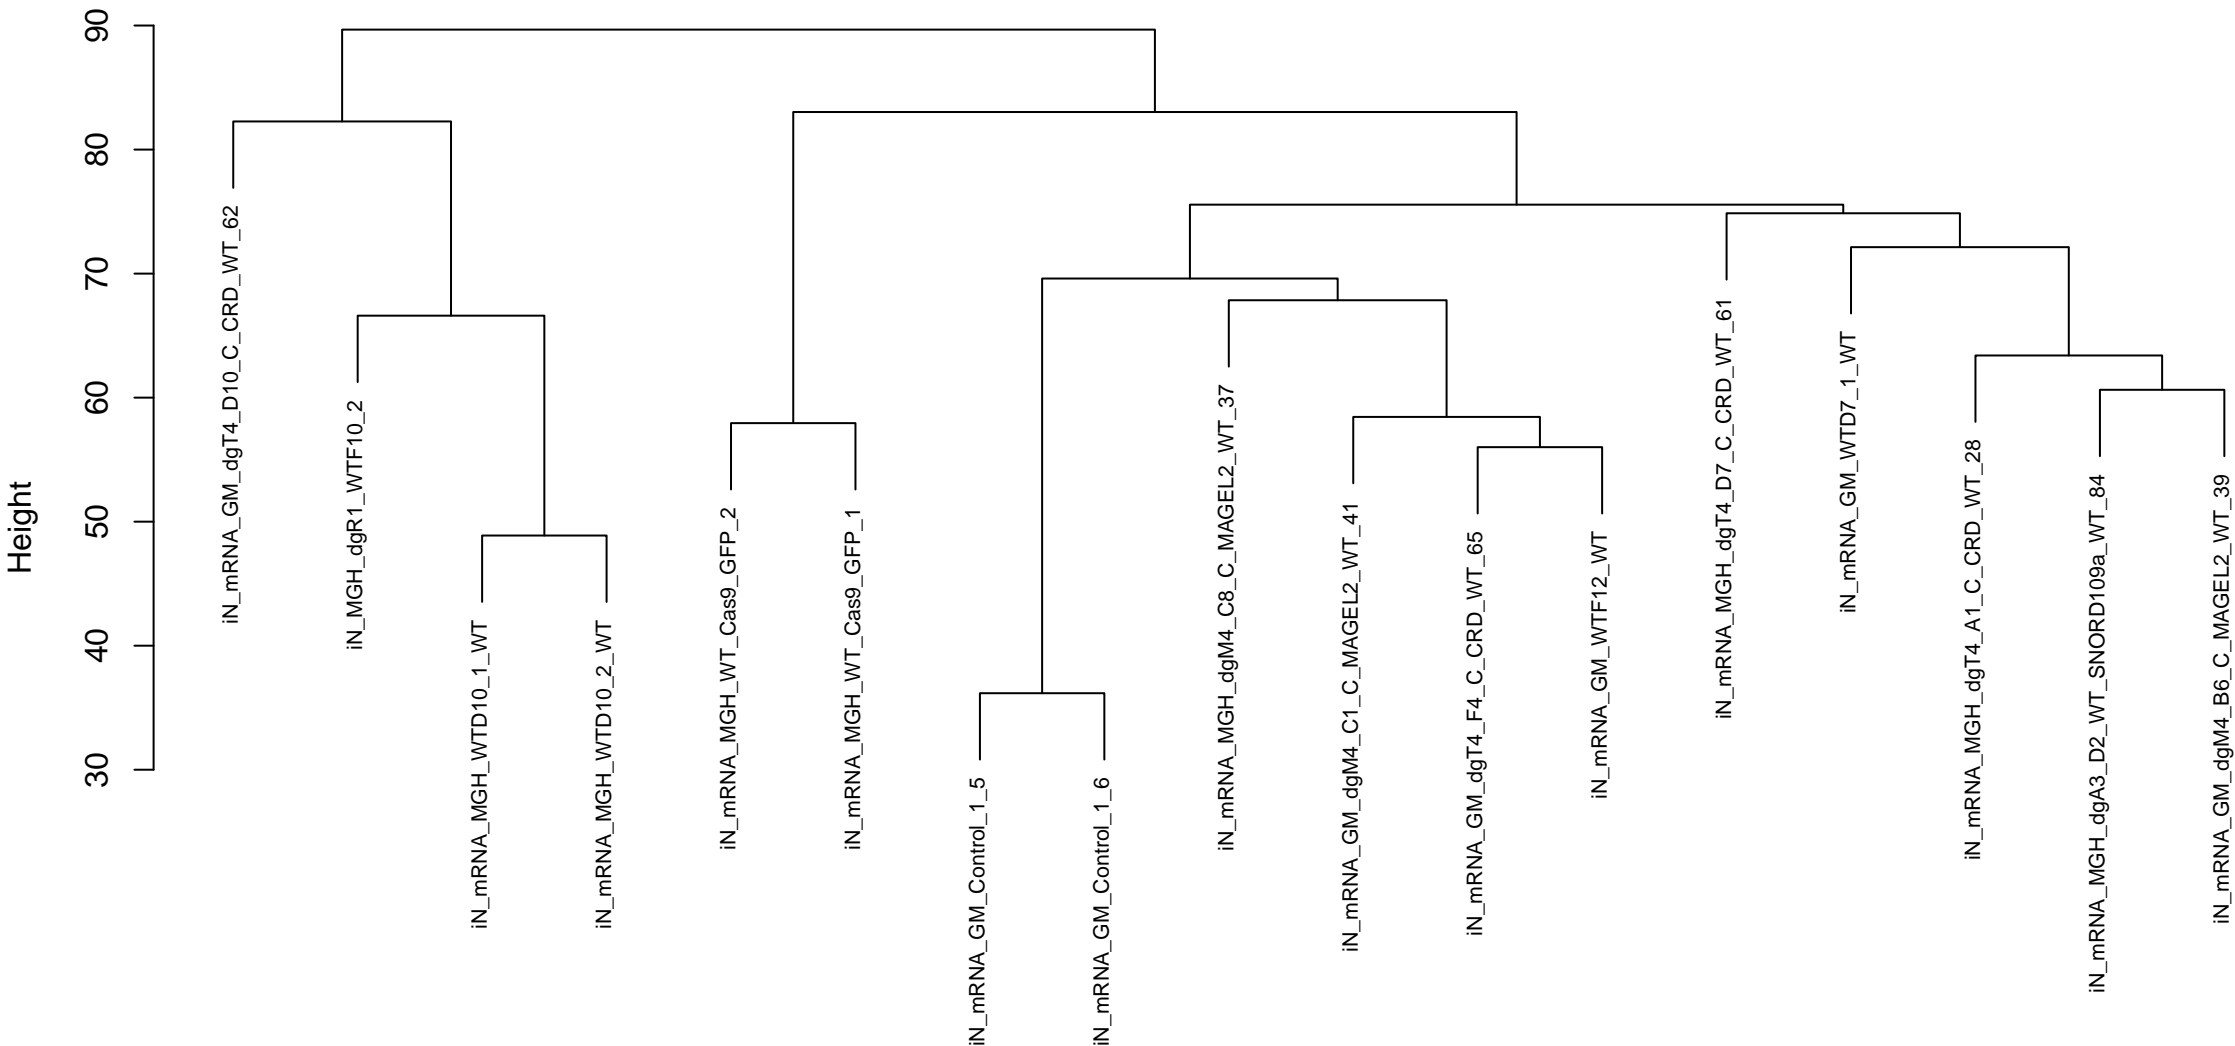 Height
90
80
70
60
50
40
30
iN_mRNA_GM_dgT4_D10_C_CRD_WT_62
iN_MGH_dgR1_WTF10_2
iN_mRNA_MGH_WTD10_1_WT
iN_mRNA_MGH_WTD10_2_WT
iN_mRNA_MGH_WT_Cas9_GFP_2
iN_mRNA_MGH_WT_Cas9_GFP_1
iN_mRNA_GM_Control_1_5
iN_mRNA_GM_Control_1_6
iN_mRNA_MGH_dgM4_C8_C_MAGEL2_WT_37
iN_mRNA_GM_dgM4_C1_C_MAGEL2_WT_41
iN_mRNA_GM_dgT4_F4_C_CRD_WT_65
iN_mRNA_GM_WTF12_WT
iN_mRNA_MGH_dgT4_D7_C_CRD_WT_61
iN_mRNA_GM_WTD7_1_WT
iN_mRNA_MGH_dgT4_A1_C_CRD_WT_28
iN_mRNA_MGH_dgA3_D2_WT_SNORD109a_WT_84
iN_mRNA_GM_dgM4_B6_C_MAGEL2_WT_39